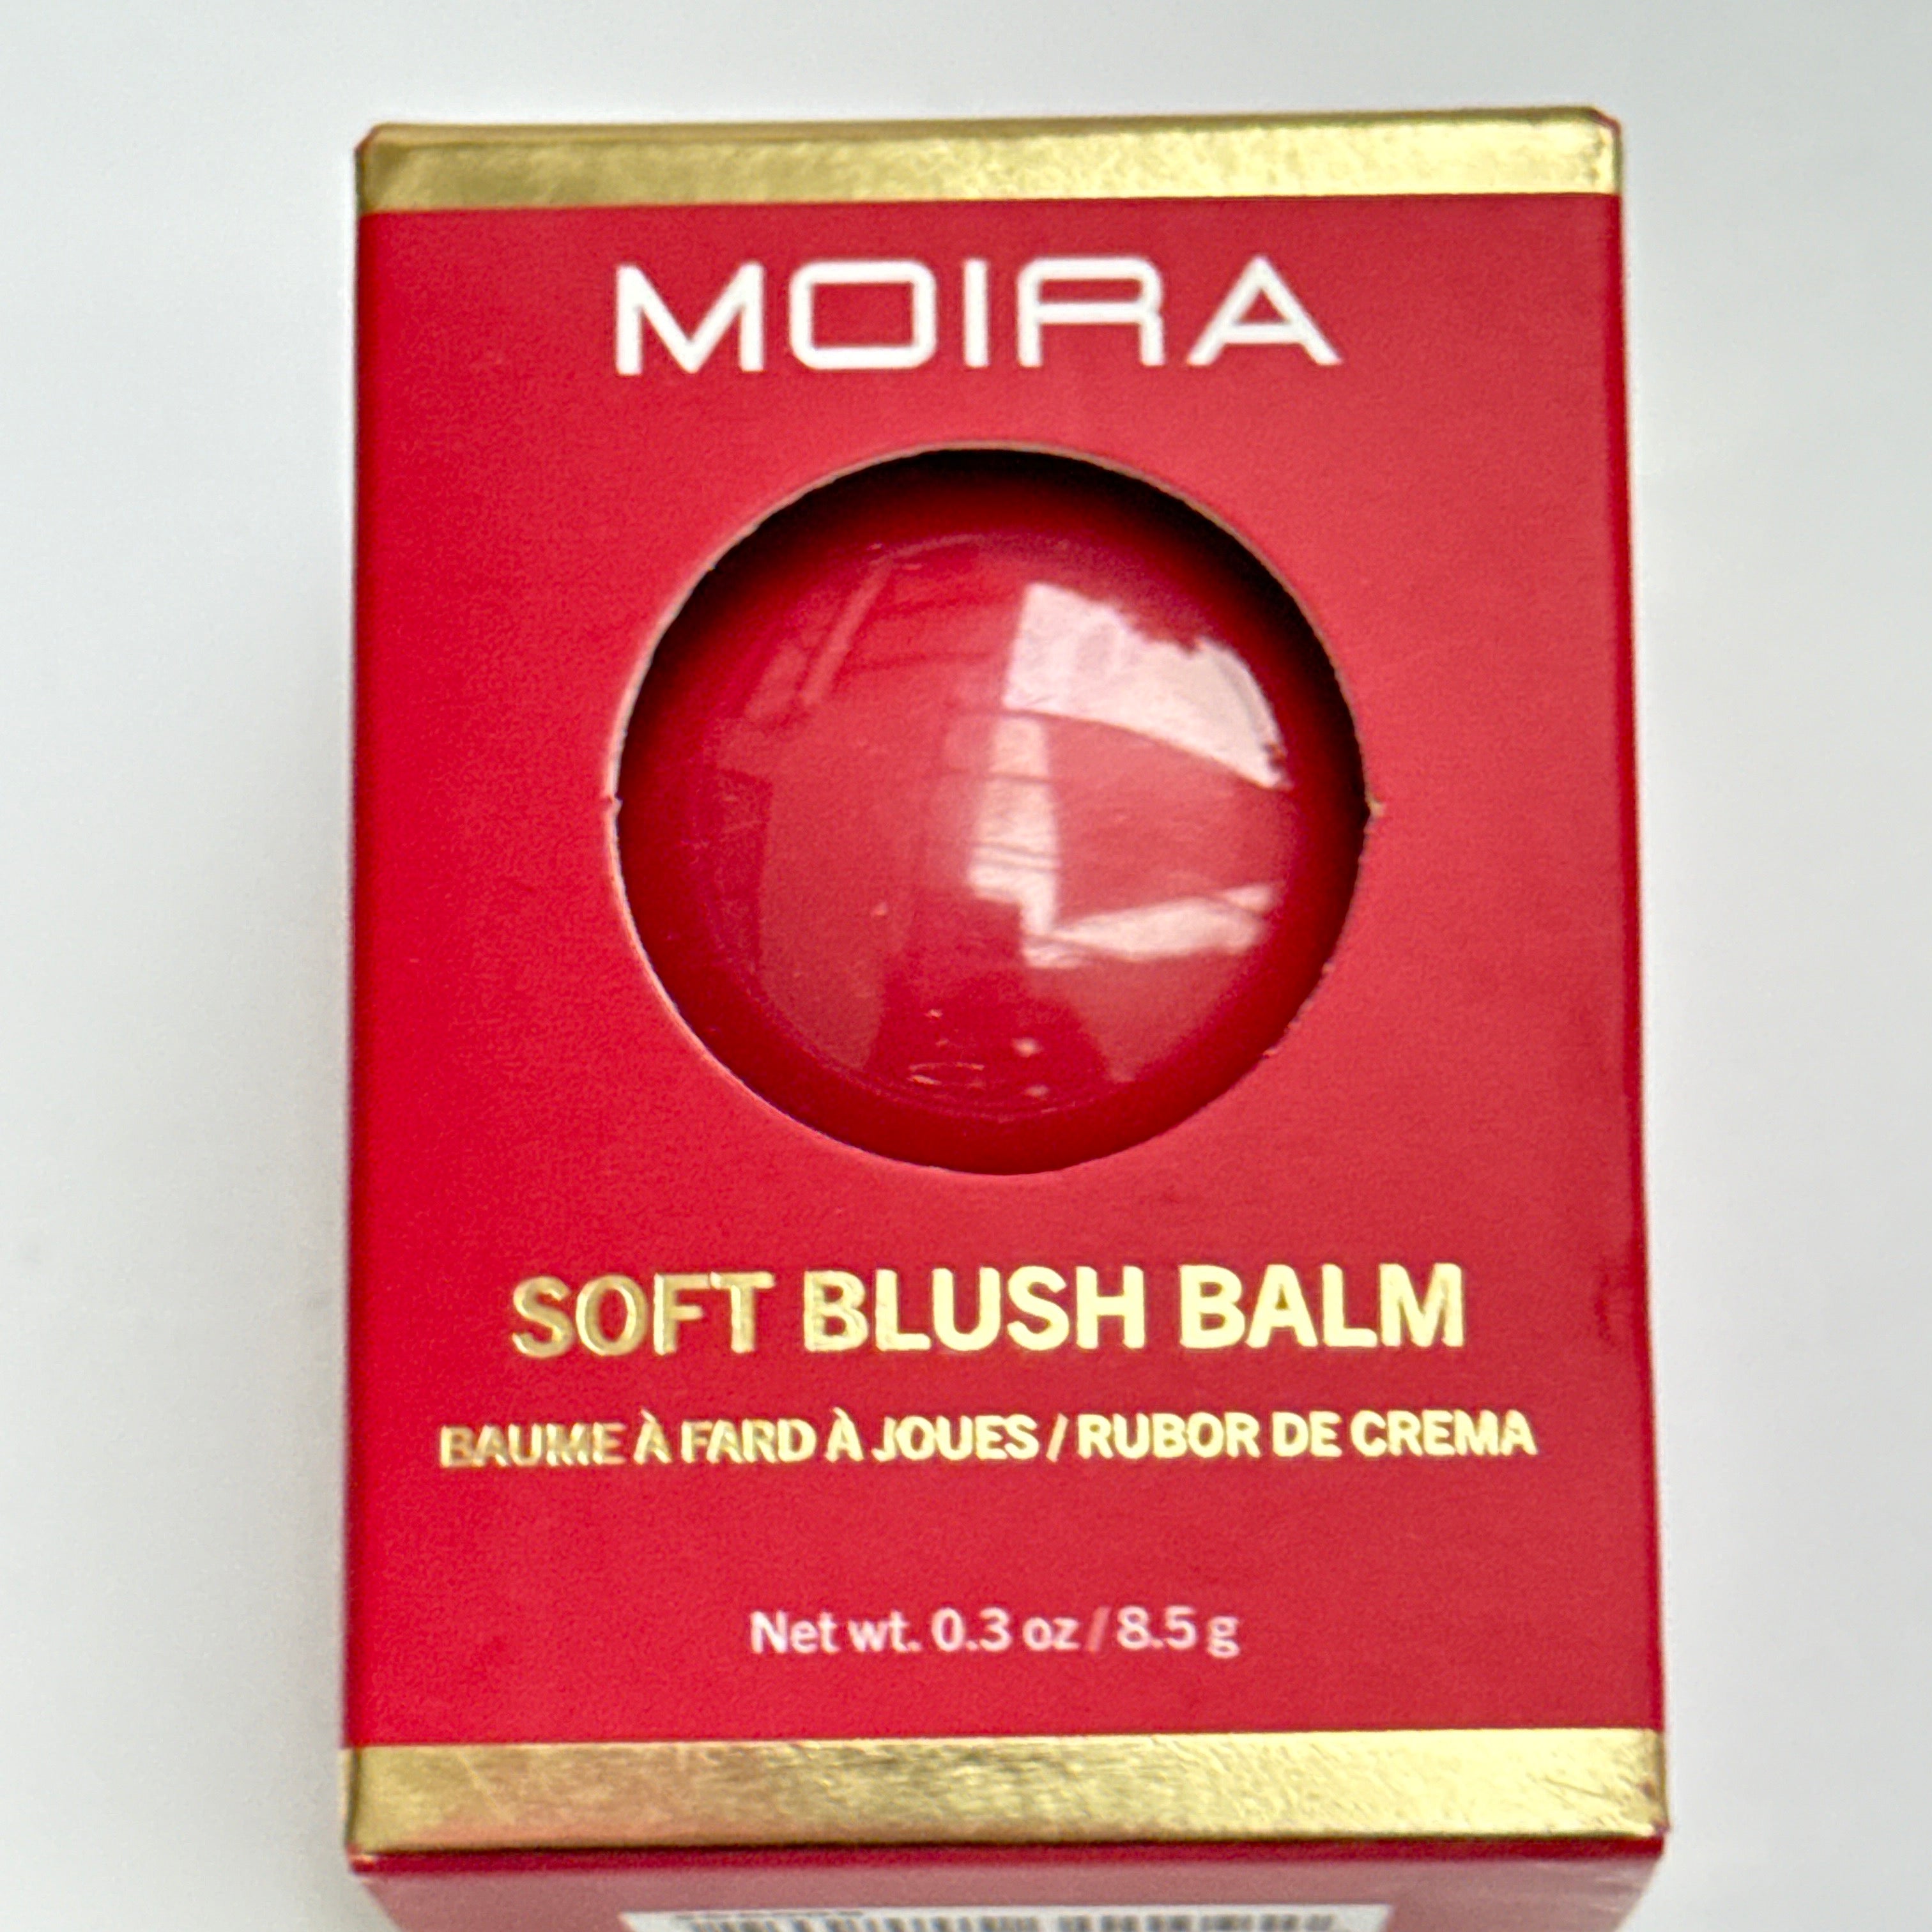 MOIRA
SOFT BLUSH BALM
BAUME À FARD À JOUES / RUBOR DE CREMA
Net wt. 0.3 oz / 8.5 g